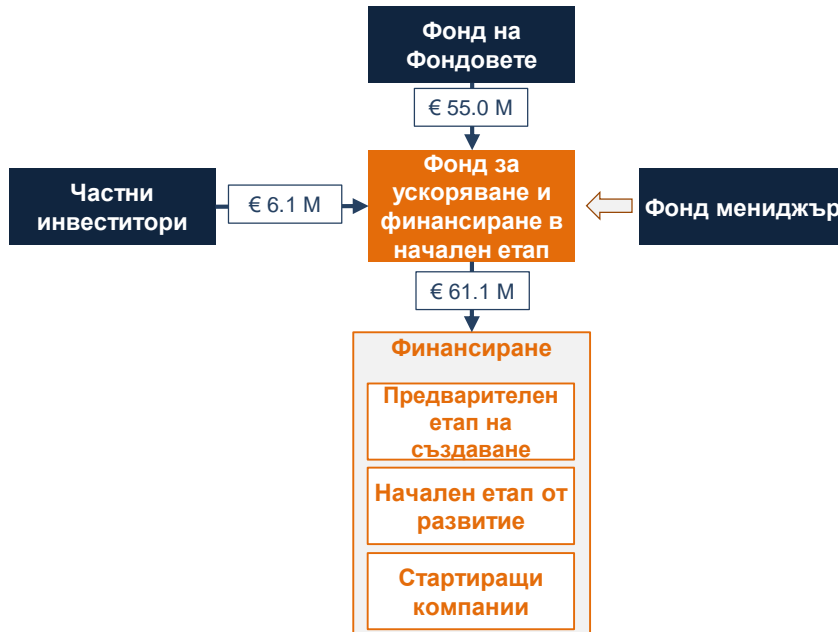 Фонд на
Фондовете
€ 55.0 M
Частни
инвеститори
€ 6.1 M
Фонд за
ускоряване и
финансиране в
начален етап
Фонд мениджър
€ 61.1 M
Финансиране
Предварителен
етап на
създаване
Начален етап от
развитие
Стартиращи
компании